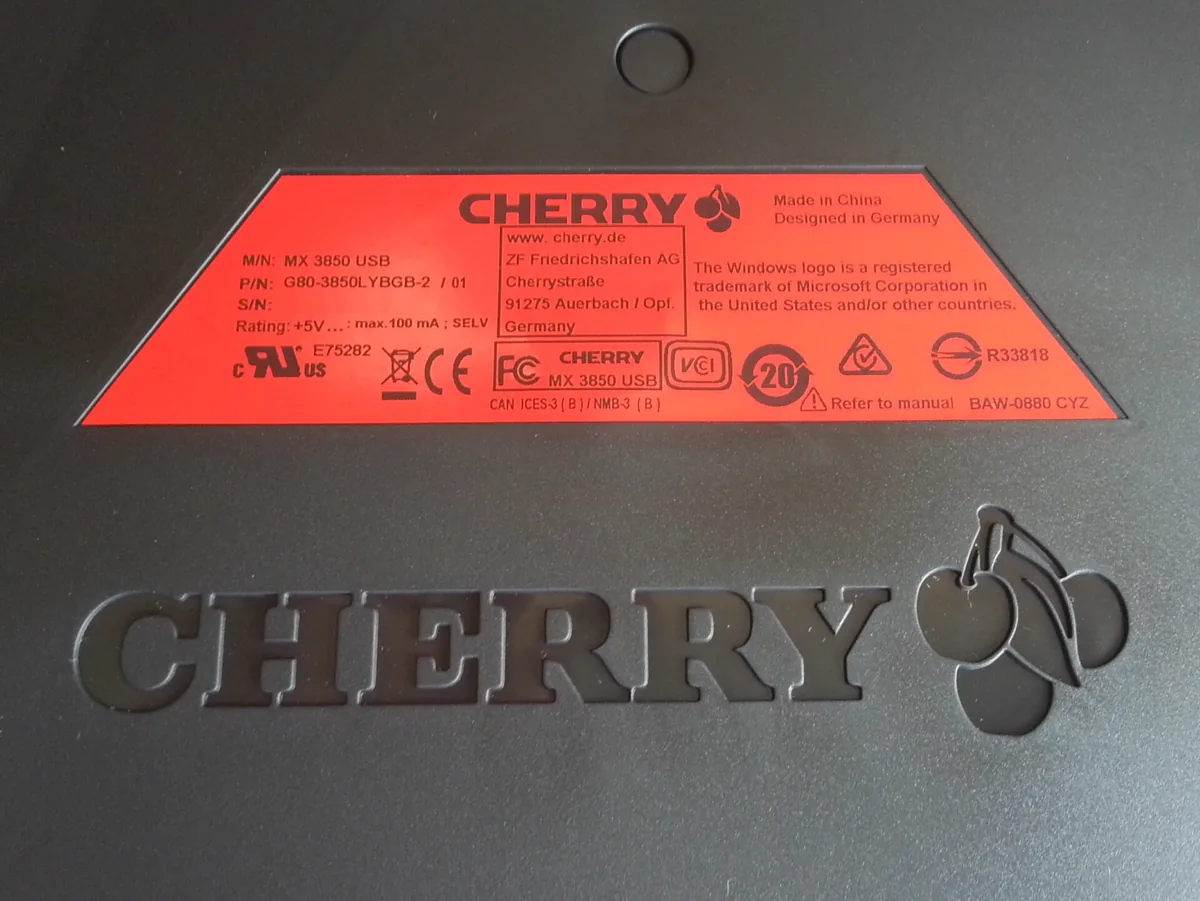 CHERRY
Made in China
Designed in Germany
www. cherry.de
ZF Friedrichshafen AG
Cherrystraße
91275 Auerbach / Opf.
Germany
M/N: MX 3850 USB
P/N: G80-3850LYBGB-2 / 01
S/N:
Rating: +5V...: max.100 mA ; SELV
The Windows logo is a registered
trademark of Microsoft Corporation in
the United States and/or other countries.
c RU ® US E75282
CE
FC CHERRY
MX 3850 USB
VCI
20
R33818
CAN ICES-3 ( B ) / NMB-3 ( B )
Refer to manual
BAW-0880 CYZ
CHERRY